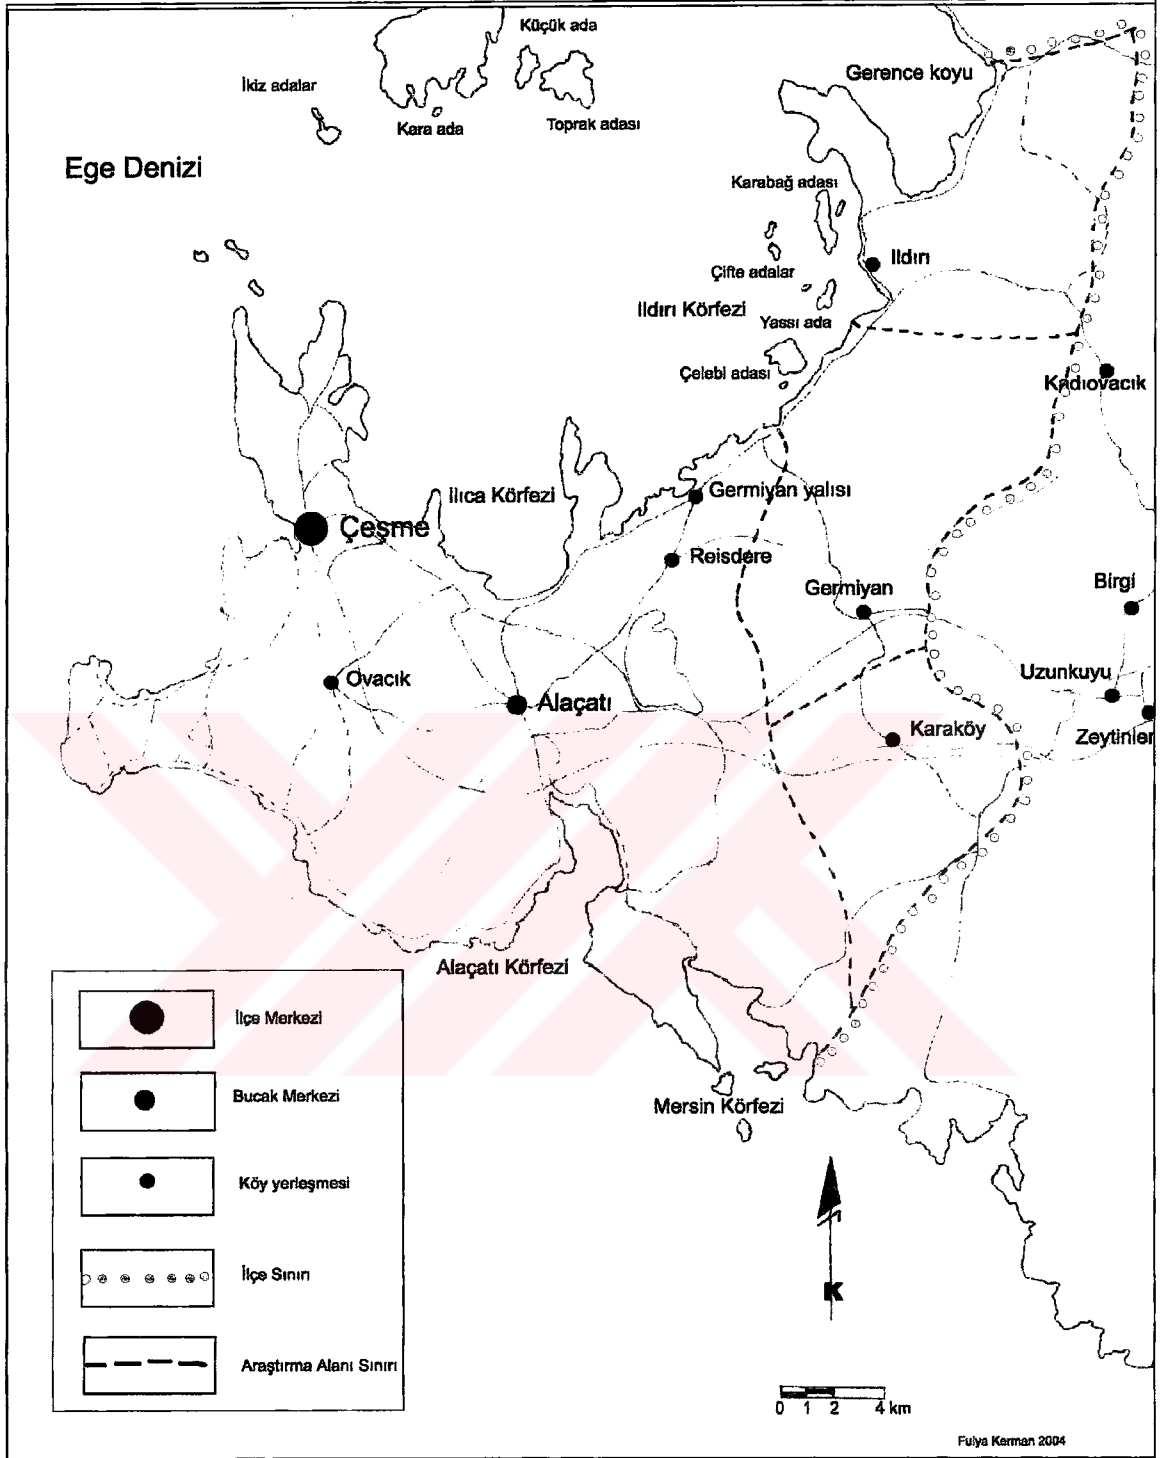 Küçük ada
Gerence koyu
İkiz adalar
Kara ada
Toprak adası
Ege Denizi
Karabağ adası
Ildırı
Çifte adalar
Ildırı Körfezi
Yassı ada
Çelebi adası
Kadıovacık
Ilıca Körfezi
Germiyan yalısı
Çeşme
Reisdere
Germiyan
Birgi
Ovacık
Uzunkuyu
Alaçatı
Karaköy
Zeytinler
Alaçatı Körfezi
İlçe Merkezi
Bucak Merkezi
Mersin Körfezi
Köy yerleşmesi
İlçe Sınırı
K
Araştırma Alanı Sınırı
0 1 2 4 km
Fulya Kerman 2004